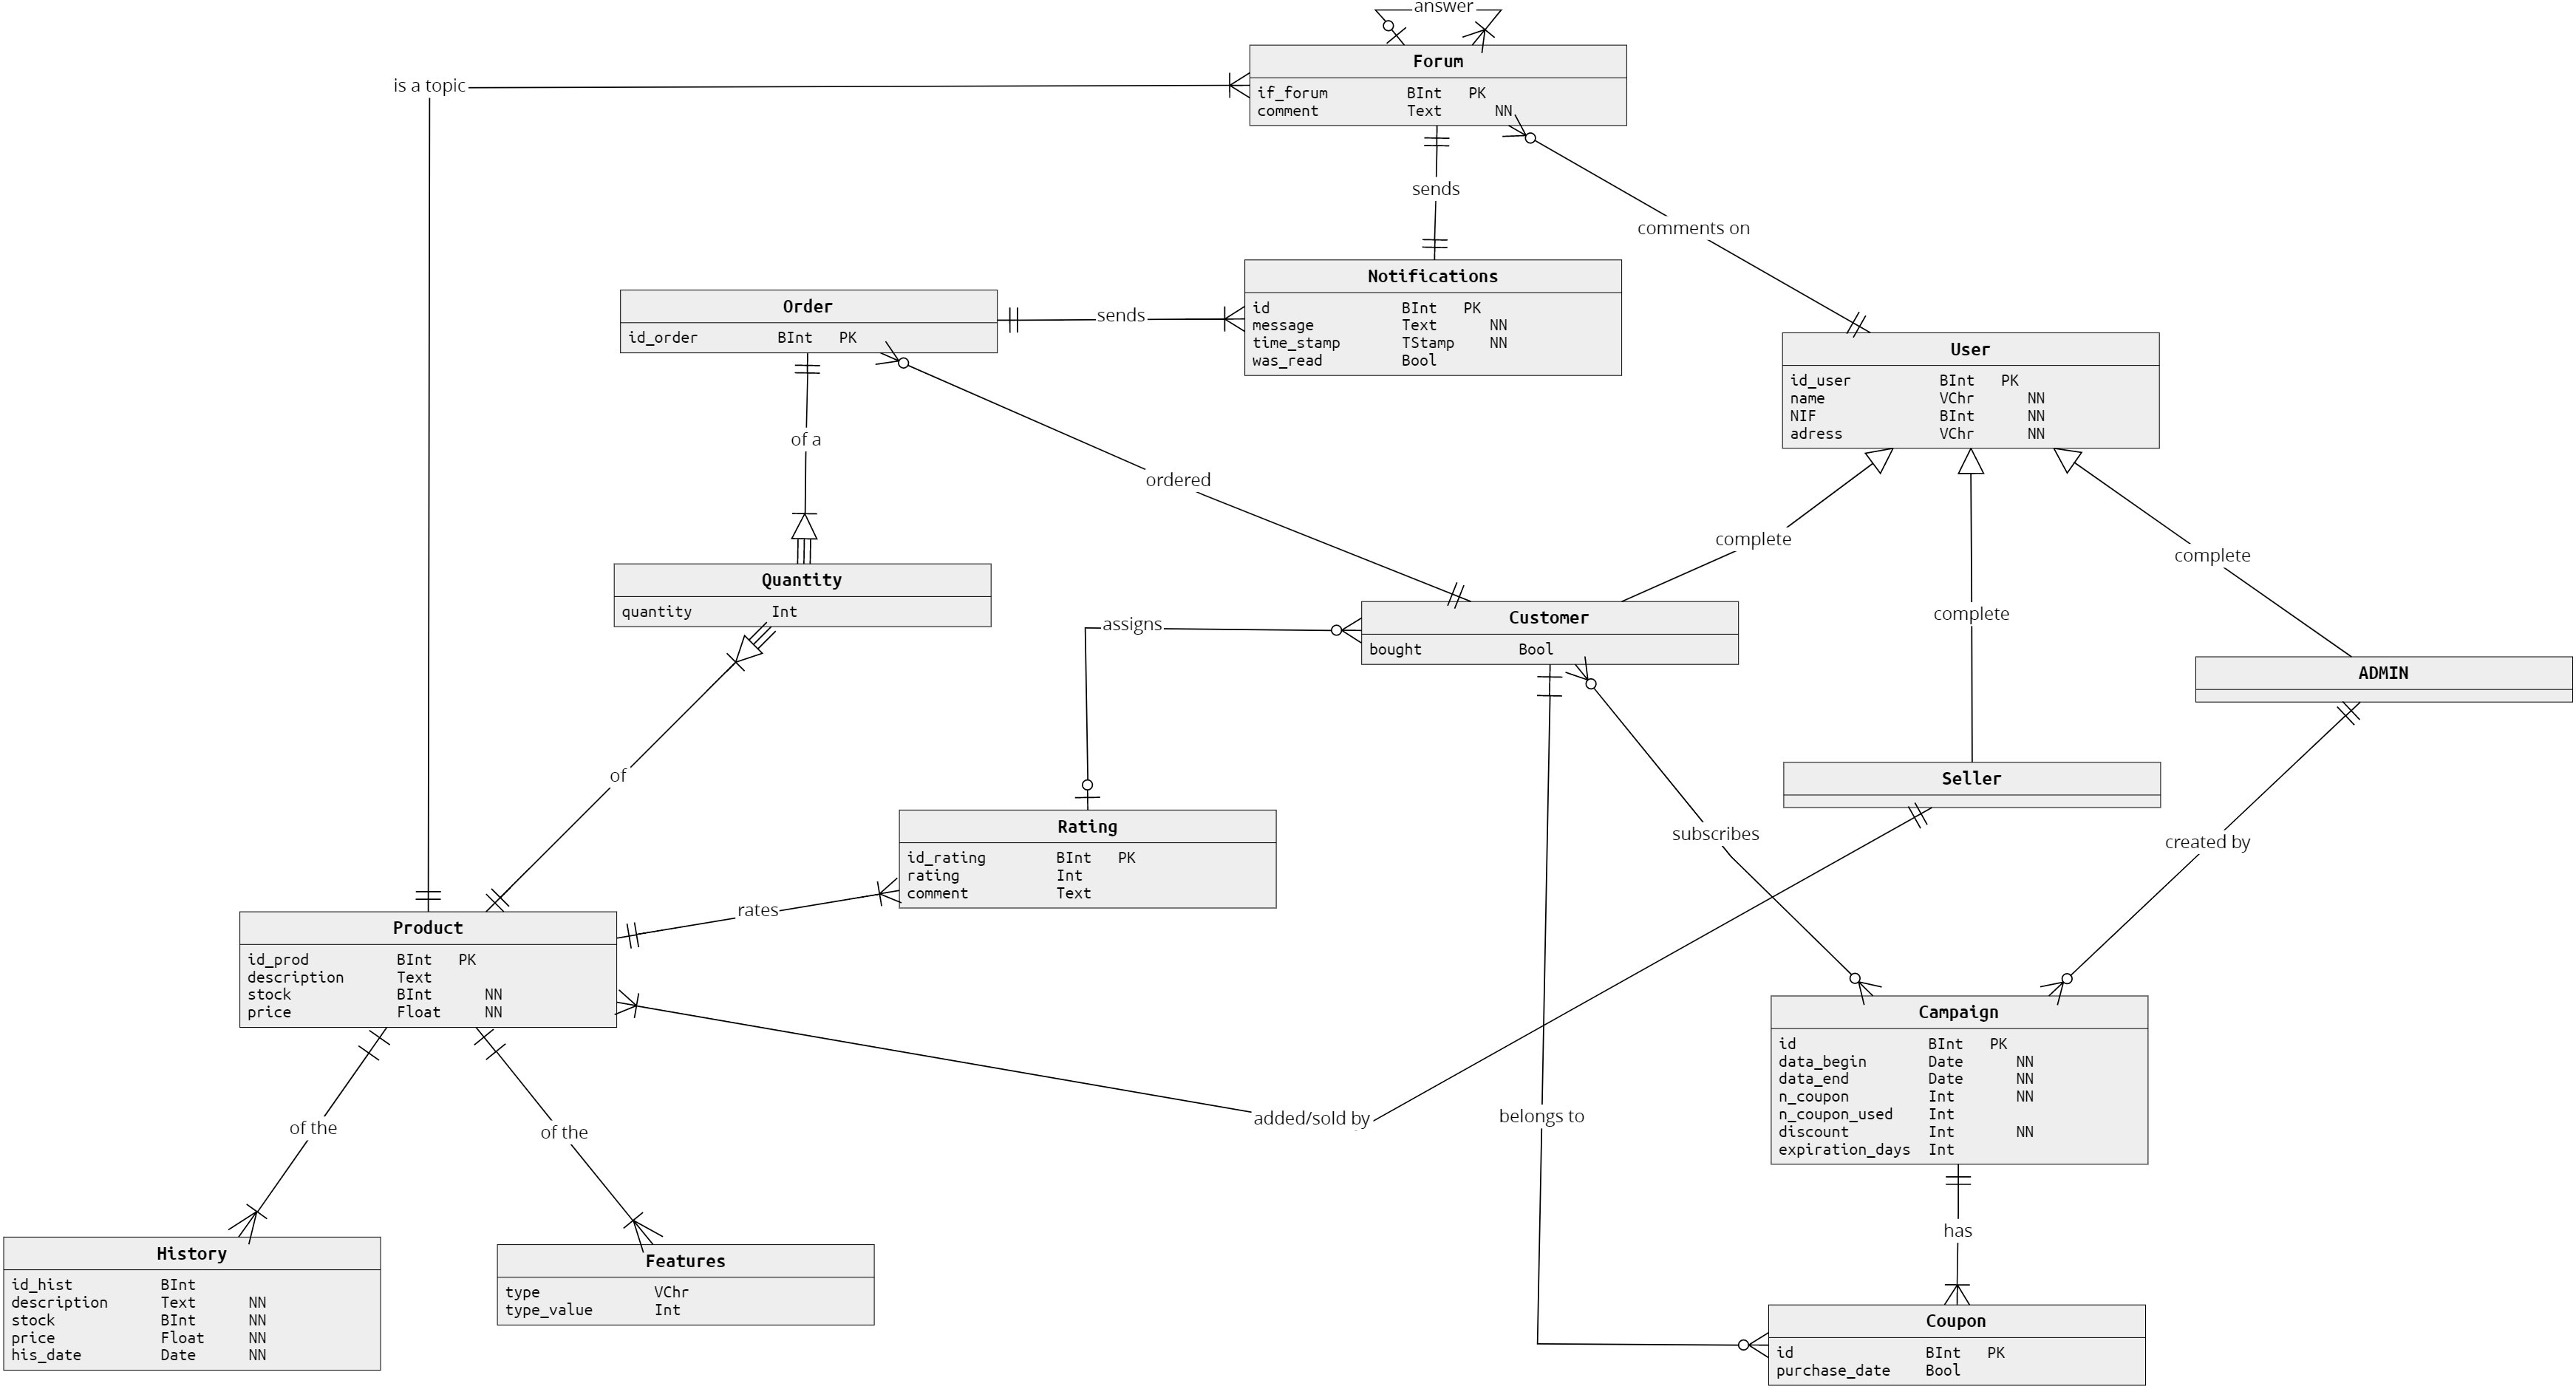 answer
Forum
if_forum BInt PK
comment Text NN
is a topic
sends
comments on
Notifications
id BInt PK
message Text NN
time_stamp TStamp NN
was_read Bool
Order
id_order BInt PK
sends
User
id_user BInt PK
name VChr NN
NIF BInt NN
adress VChr NN
of a
ordered
complete
complete
complete
Quantity
quantity Int
assigns
Customer
bought Bool
ADMIN
Seller
of
subscribes
created by
Rating
id_rating BInt PK
rating Int
comment Text
rates
Product
id_prod BInt PK
description Text
stock BInt NN
price Float NN
Campaign
id BInt PK
data_begin Date NN
data_end Date NN
n_coupon Int NN
n_coupon_used Int
discount Int NN
expiration_days Int
added/sold by
belongs to
of the
of the
has
History
id_hist BInt
description Text NN
stock BInt NN
price Float NN
his_date Date NN
Features
type VChr
type_value Int
Coupon
id BInt PK
purchase_date Bool